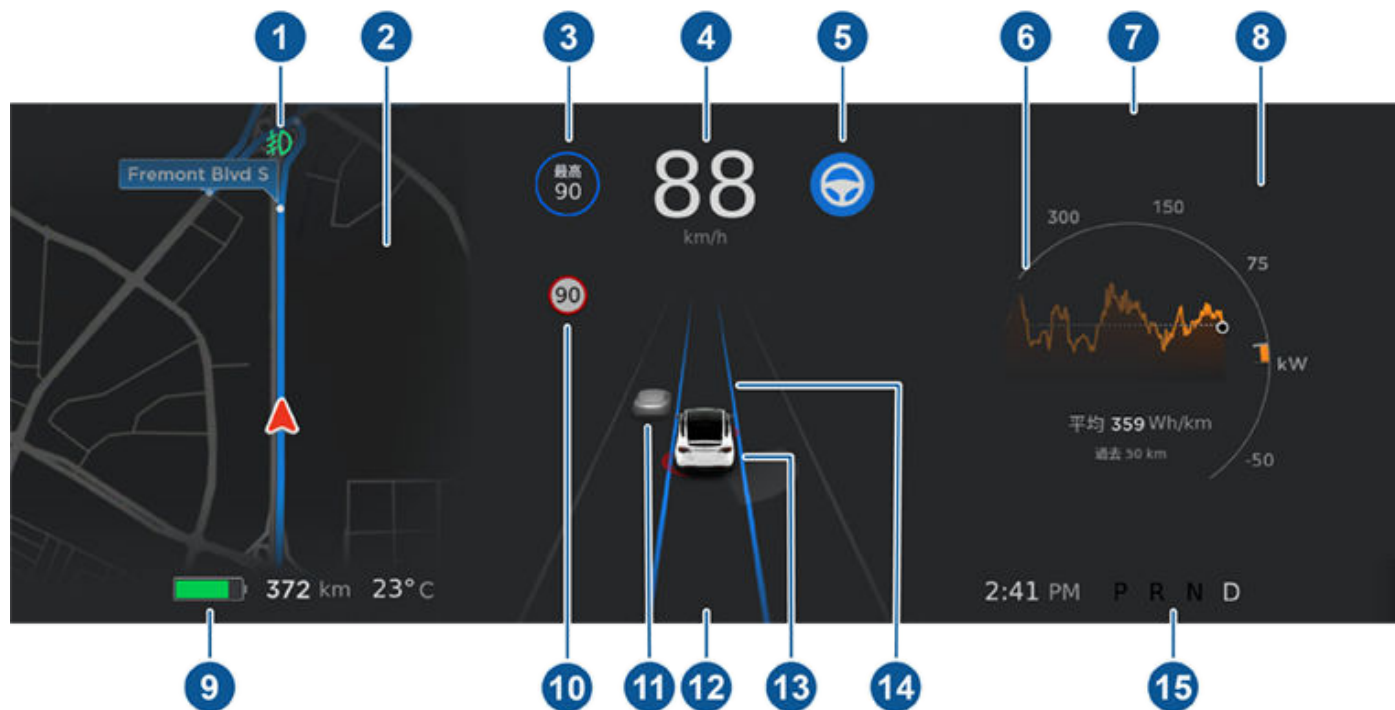 1
2
3
4
5
6
7
8
Fremont Blvd S
最高
90
88
km/h
90
300
150
75
kW
-50
平均 359 Wh/km
過去 50 km
372 km 23°C
2:41 PM P R N D
9
10
11
12
13
14
15